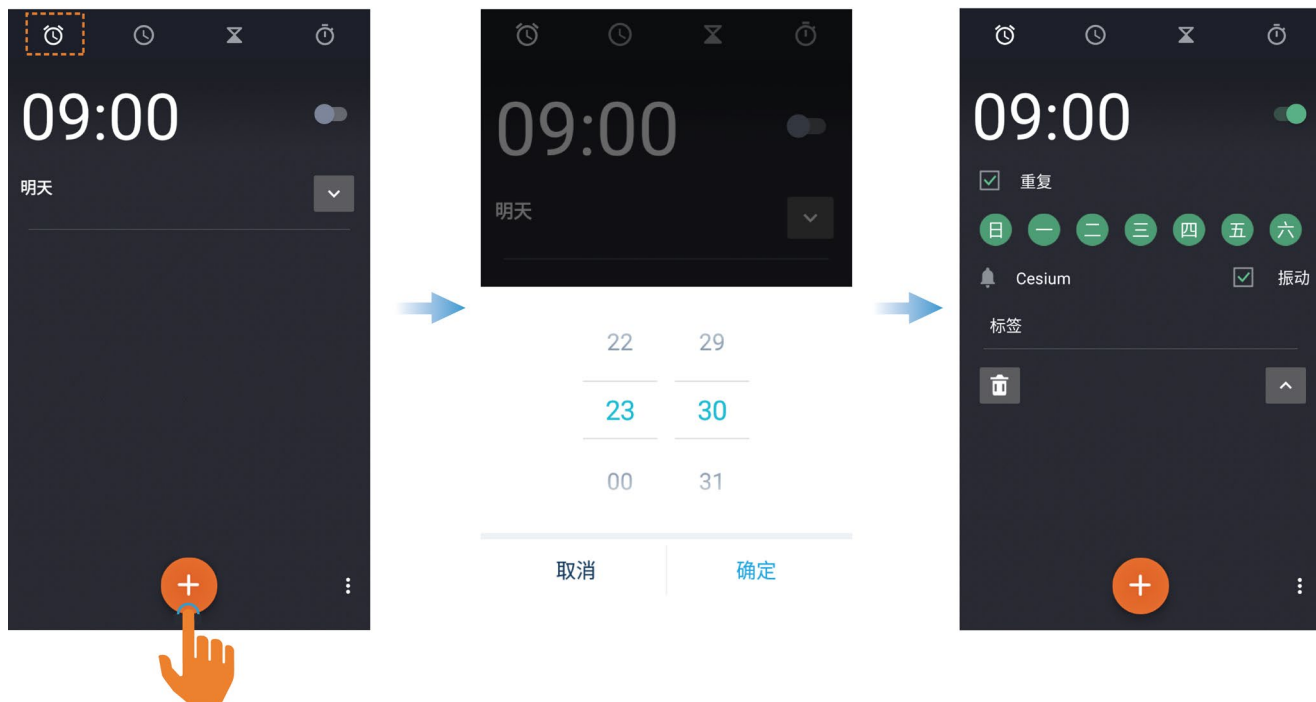 09:00
明天
09:00
明天
22 29
23 30
00 31
取消 确定
09:00
重复
日 一 二 三 四 五 六
Cesium 振动
标签